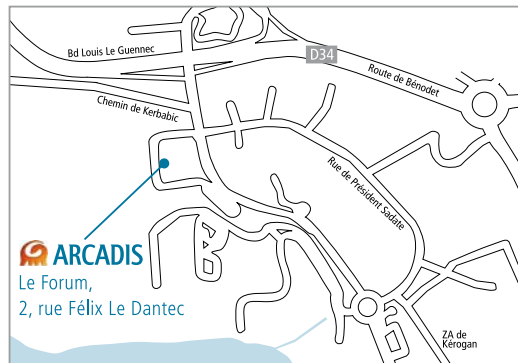 Bd Louis Le Guennec
D34
Route de Bénodet
Chemin de Kerbabic
Rue de Président Sadate
ARCADIS
Le Forum,
2, rue Félix Le Dantec
ZA de
Kérogan